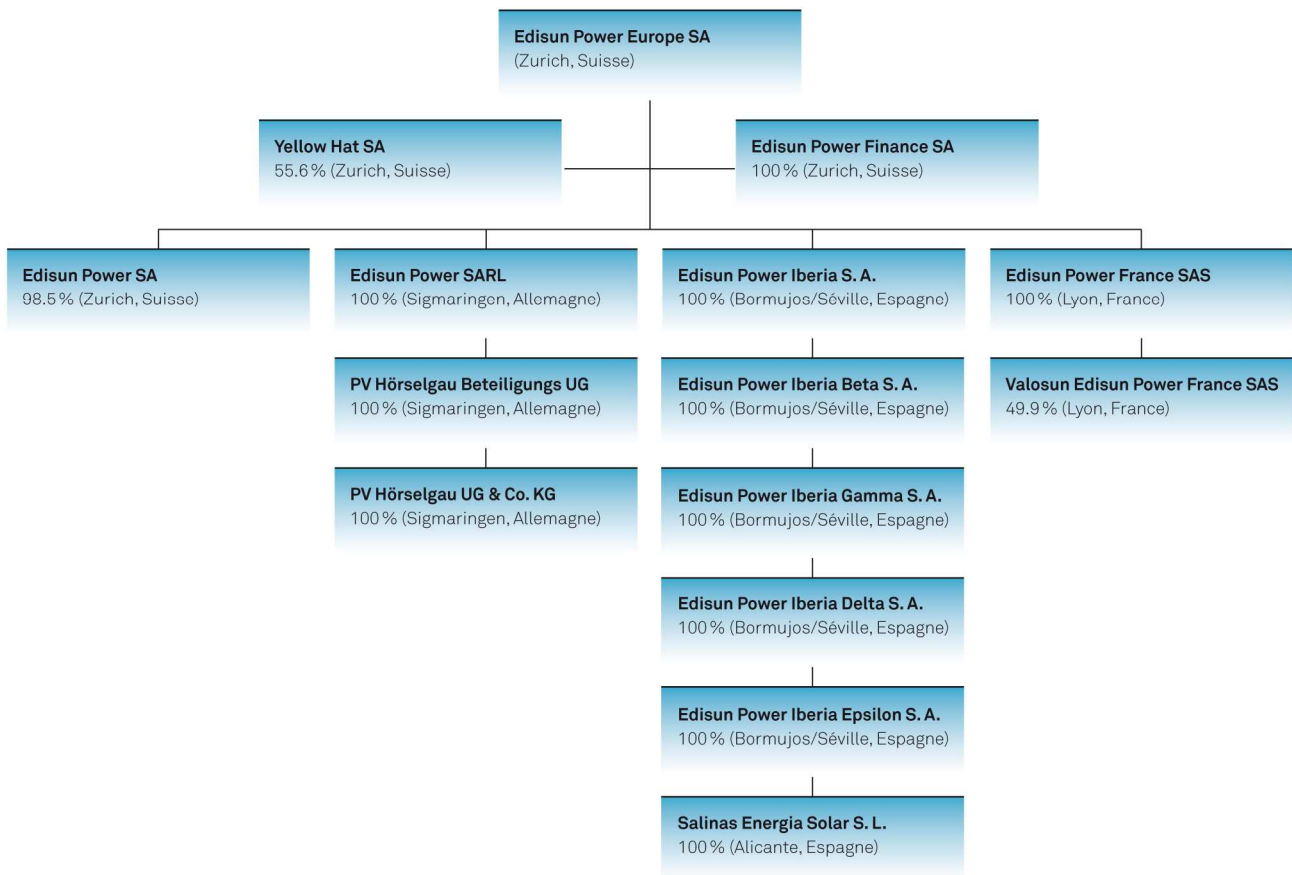 Edisun Power Europe SA
(Zurich, Suisse)
Yellow Hat SA
55.6 % (Zurich, Suisse)
Edisun Power Finance SA
100 % (Zurich, Suisse)
Edisun Power SA
98.5 % (Zurich, Suisse)
Edisun Power SARL
100 % (Sigmaringen, Allemagne)
Edisun Power Iberia S. A.
100 % (Bormujos/Séville, Espagne)
Edisun Power France SAS
100 % (Lyon, France)
PV Hörselgau Beteiligungs UG
100 % (Sigmaringen, Allemagne)
Edisun Power Iberia Beta S. A.
100 % (Bormujos/Séville, Espagne)
Valosun Edisun Power France SAS
49.9 % (Lyon, France)
PV Hörselgau UG & Co. KG
100 % (Sigmaringen, Allemagne)
Edisun Power Iberia Gamma S. A.
100 % (Bormujos/Séville, Espagne)
Edisun Power Iberia Delta S. A.
100 % (Bormujos/Séville, Espagne)
Edisun Power Iberia Epsilon S. A.
100 % (Bormujos/Séville, Espagne)
Salinas Energia Solar S. L.
100 % (Alicante, Espagne)